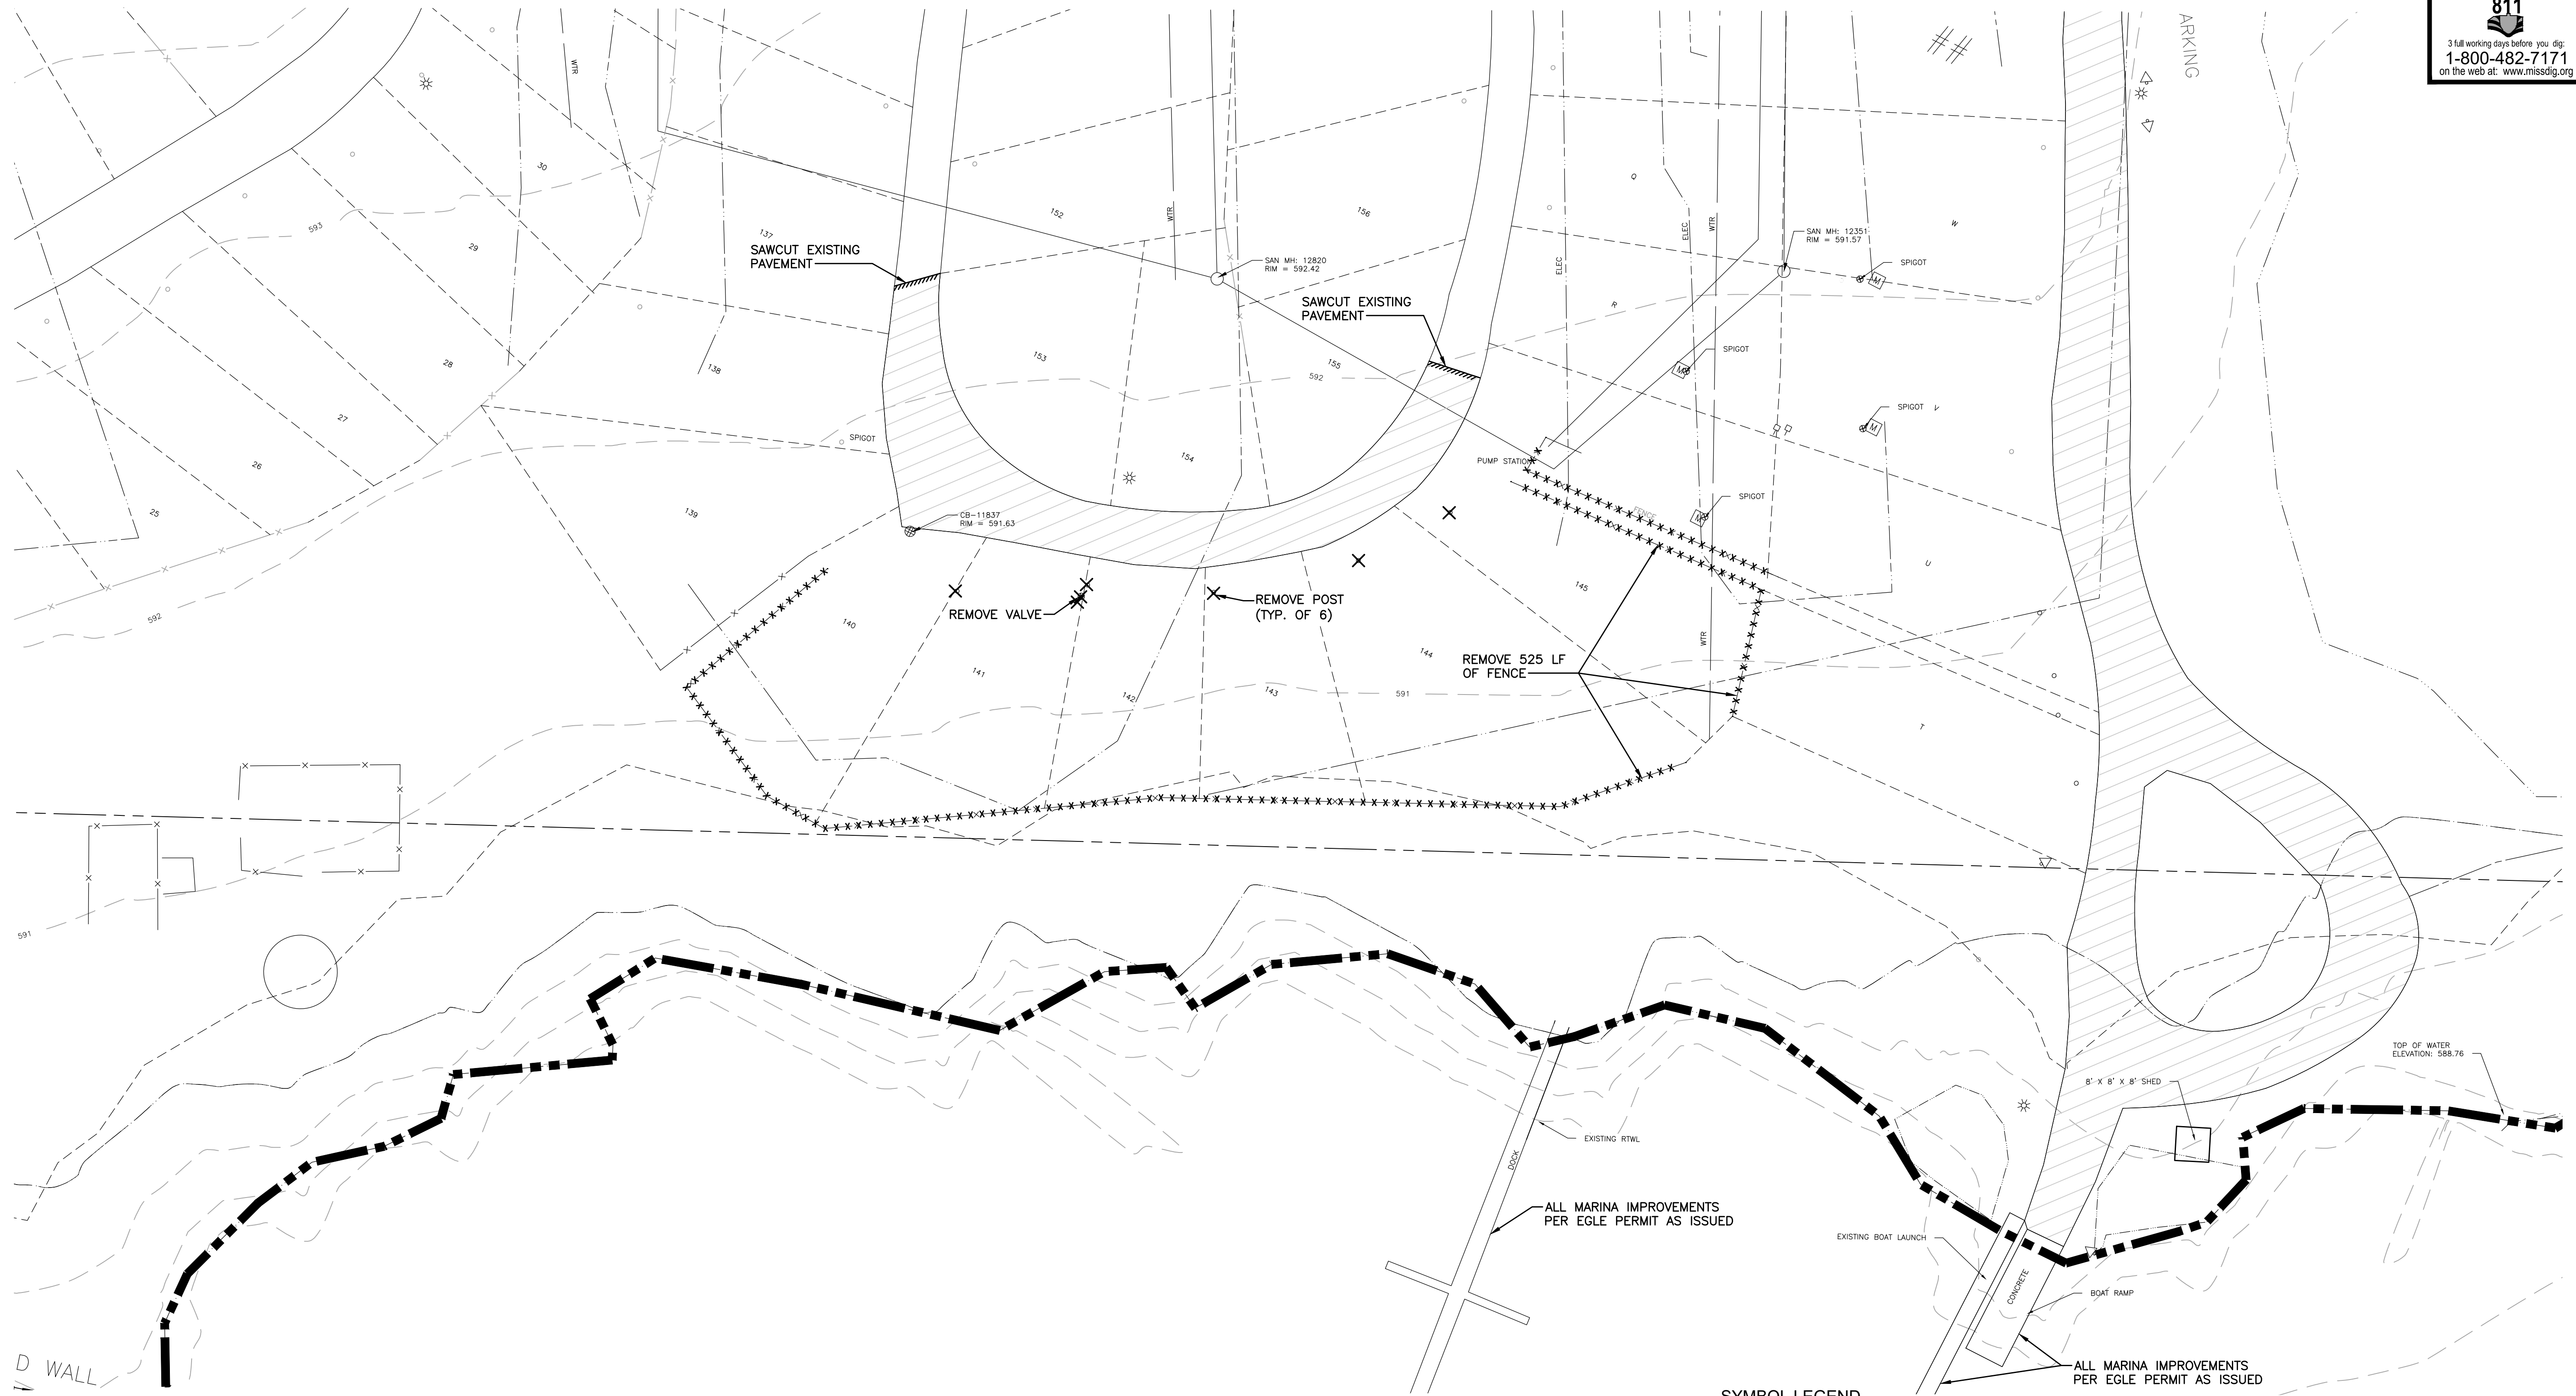 811
3 full working days before you dig:
1-800-482-7171
on the web at: www.missdig.org
ARKING
WTR
30
593
29
28
27
26
25
592
137
138
139
SAWCUT EXISTING
PAVEMENT
152
WTR
156
SAN MH: 12820
RIM = 592.42
SAWCUT EXISTING
PAVEMENT
153
155
592
154
SPIGOT
CB-11837
RIM = 591.63
Q
ELEC
WTR
ELEC
R
W
SAN MH: 12351
RIM = 591.57
SPIGOT
M
SPIGOT
M
SPIGOT
V
M
PUMP STATION
FENCE
SPIGOT
M
U
T
140
141
142
143
144
145
WTR
591
REMOVE VALVE
REMOVE POST
(TYP. OF 6)
REMOVE 525 LF
OF FENCE
591
TOP OF WATER
ELEVATION: 588.76
8' X 8' X 8' SHED
EXISTING RTWL
DOCK
ALL MARINA IMPROVEMENTS
PER EGLE PERMIT AS ISSUED
EXISTING BOAT LAUNCH
CONCRETE
BOAT RAMP
ALL MARINA IMPROVEMENTS
PER EGLE PERMIT AS ISSUED
D WALL
SYMBOL LEGEND